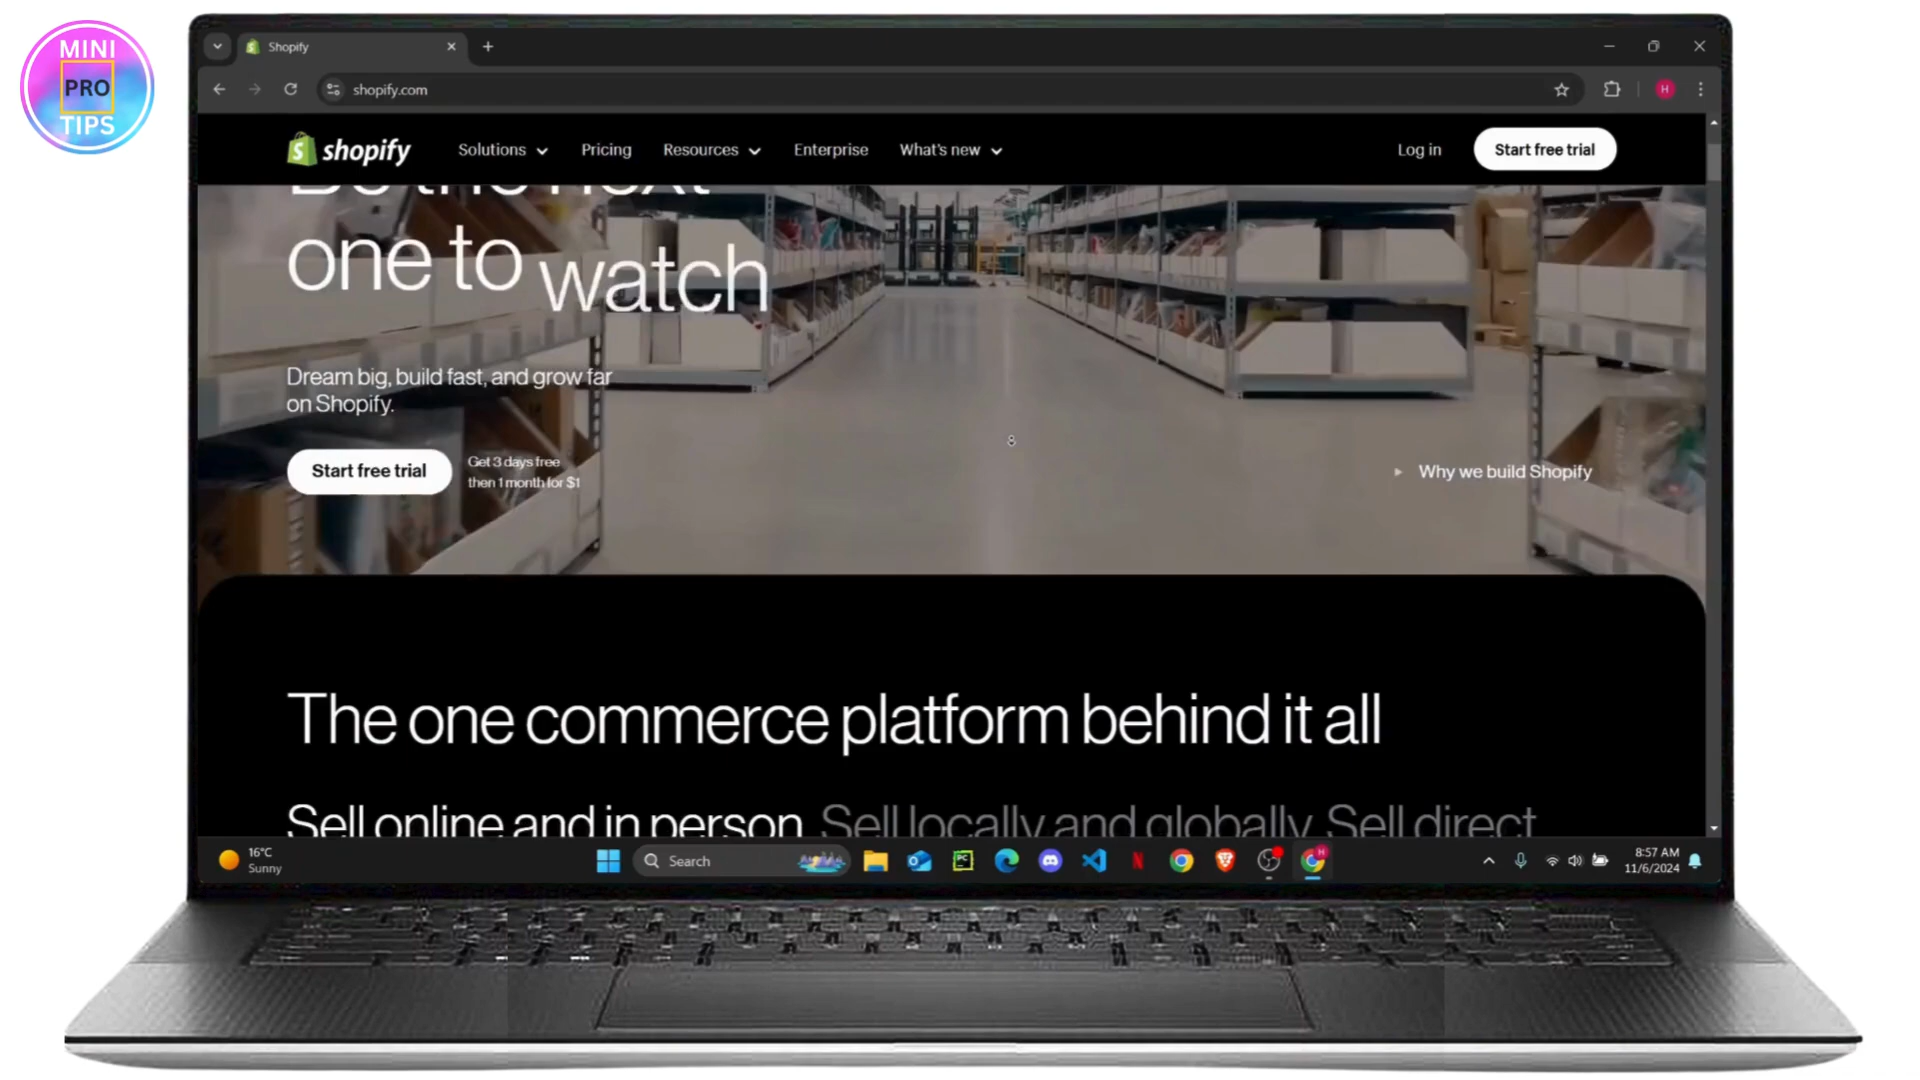 MINI
PRO
TIPS
Shopify
shopify.com
H
shopify
Solutions
Pricing
Resources
Enterprise
What's new
Log in
Start free trial
Be the next
one to watch
Dream big, build fast, and grow far
on Shopify.
Start free trial
Get 3 days free
then 1 month for $1
Why we build Shopify
The one commerce platform behind it all
Sell online and in person. Sell locally and globally. Sell direct
16°C
Sunny
Search
8:57 AM
11/6/2024